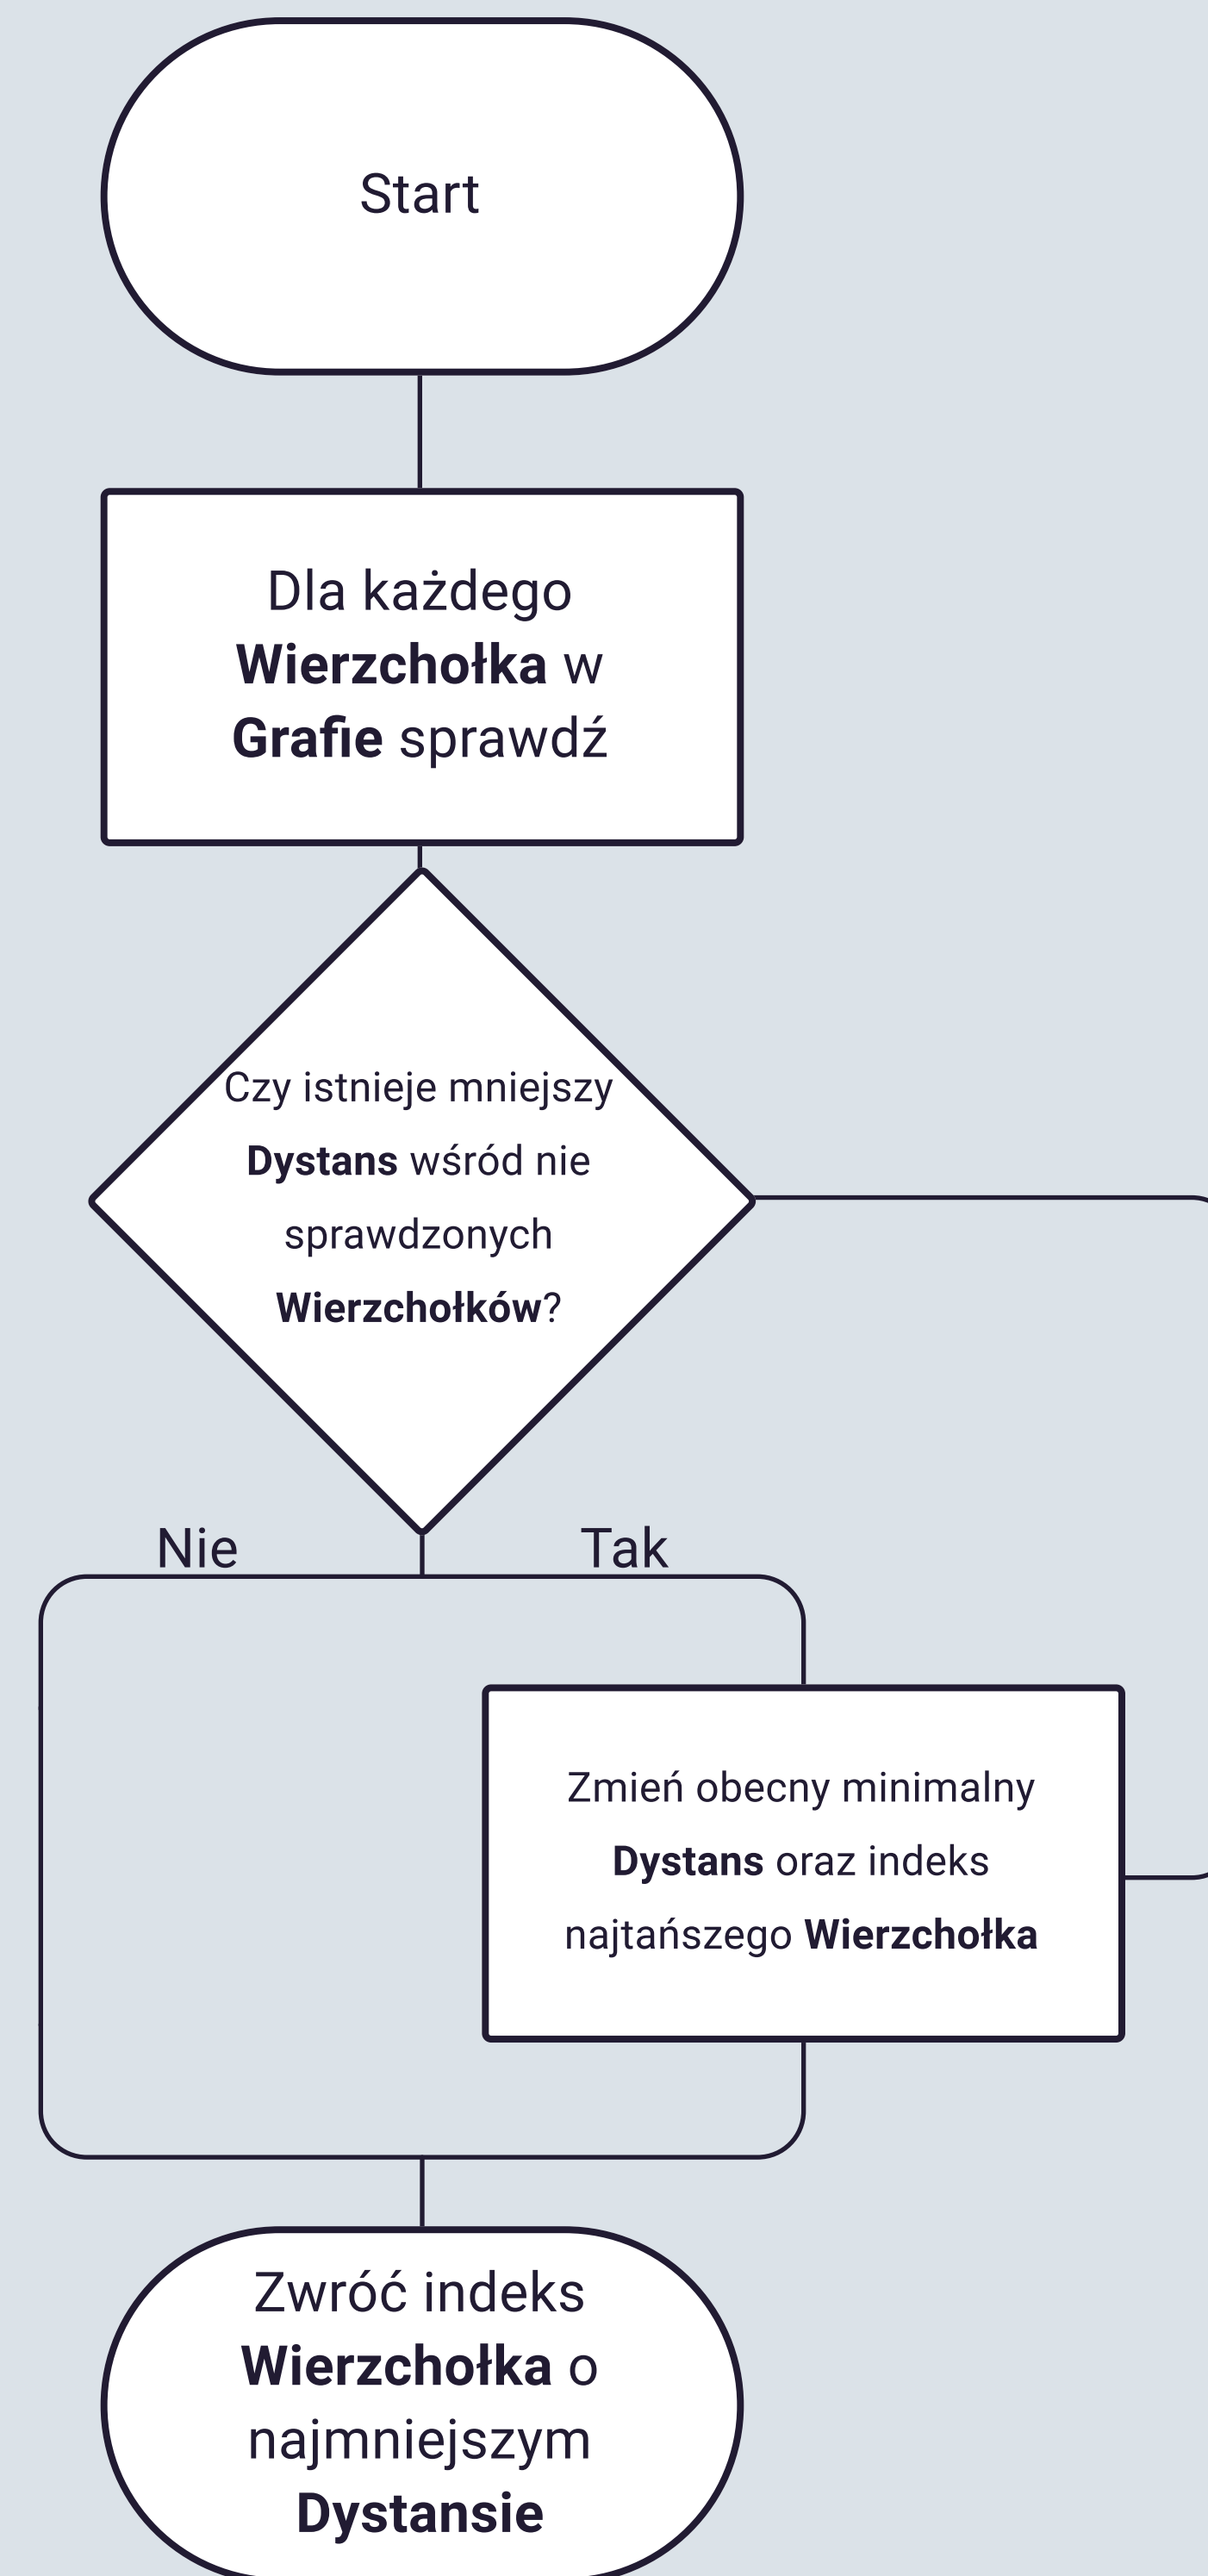 Start
Dla każdego
Wierzchołka w
Grafie sprawdź
Czy istnieje mniejszy
Dystans wśród nie
sprawdzonych
Wierzchołków?
Nie
Tak
Zmień obecny minimalny
Dystans oraz indeks
najtańszego Wierzchołka
Zwróć indeks
Wierzchołka o
najmniejszym
Dystansie